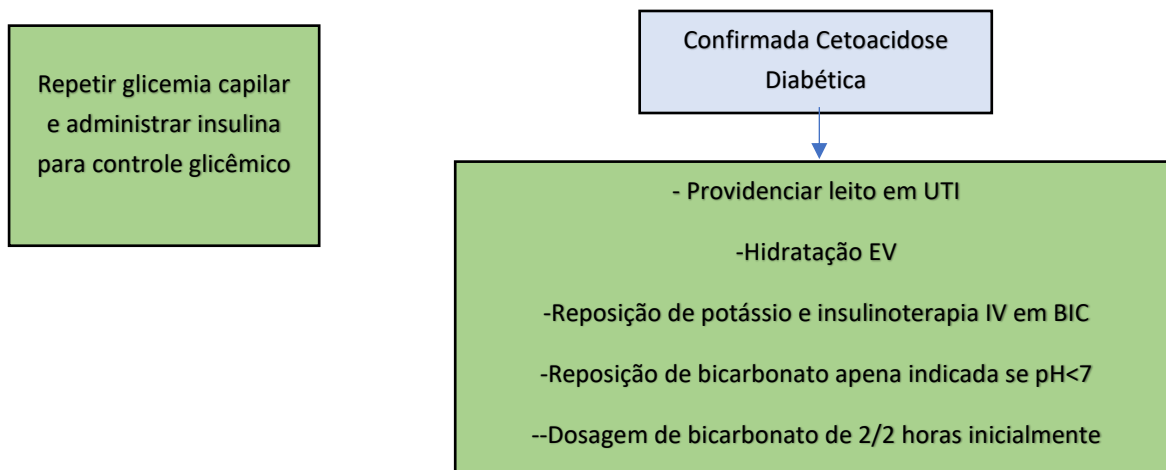 Repetir glicemia capilar
e administrar insulina
para controle glicêmico
Confirmada Cetoacidose
Diabética
- Providenciar leito em UTI
-Hidratação EV
-Reposição de potássio e insulinoterapia IV em BIC
-Reposição de bicarbonato apena indicada se pH<7
--Dosagem de bicarbonato de 2/2 horas inicialmente